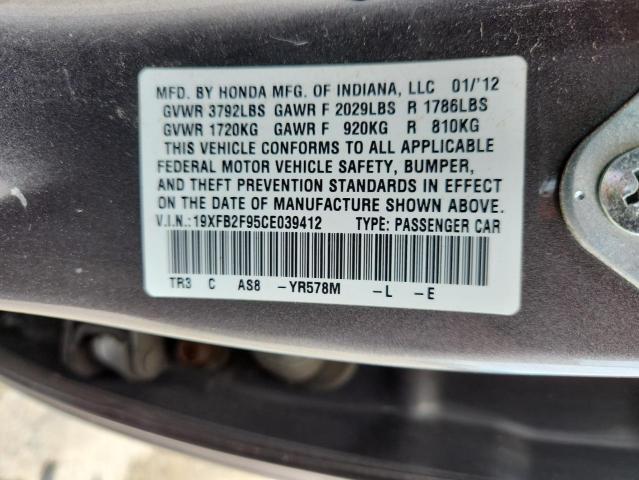 MFD. BY HONDA MFG. OF INDIANA, LLC 01/'12
GVWR 3792LBS GAWR F 2029LBS R 1786LBS
GVWR 1720KG GAWR F 920KG R 810KG
THIS VEHICLE CONFORMS TO ALL APPLICABLE
FEDERAL MOTOR VEHICLE SAFETY, BUMPER,
AND THEFT PREVENTION STANDARDS IN EFFECT
ON THE DATE OF MANUFACTURE SHOWN ABOVE.
V.I.N.: 19XFB2F95CE039412 TYPE: PASSENGER CAR
TR3 C AS8 -YR578M -L -E